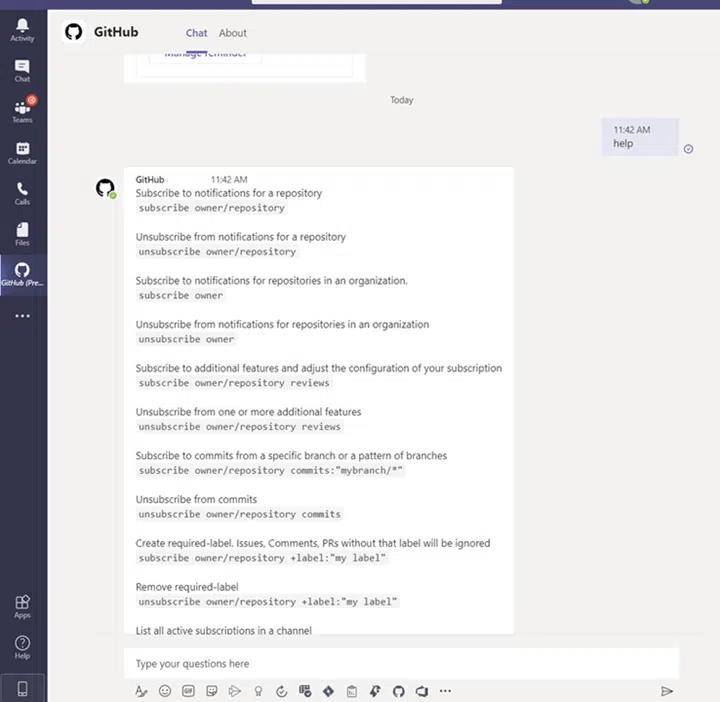 GitHub
Chat
About
Activity
Chat
Teams
Calendar
Calls
Files
GitHub (Pre...
Apps
Help
Manage reminder
Today
11:42 AM
help
GitHub 11:42 AM
Subscribe to notifications for a repository
subscribe owner/repository
Unsubscribe from notifications for a repository
unsubscribe owner/repository
Subscribe to notifications for repositories in an organization.
subscribe owner
Unsubscribe from notifications for repositories in an organization
unsubscribe owner
Subscribe to additional features and adjust the configuration of your subscription
subscribe owner/repository reviews
Unsubscribe from one or more additional features
unsubscribe owner/repository reviews
Subscribe to commits from a specific branch or a pattern of branches
subscribe owner/repository commits:"mybranch/*"
Unsubscribe from commits
unsubscribe owner/repository commits
Create required-label. Issues, Comments, PRs without that label will be ignored
subscribe owner/repository +label:"my label"
Remove required-label
unsubscribe owner/repository +label:"my label"
List all active subscriptions in a channel
Type your questions here
GIF